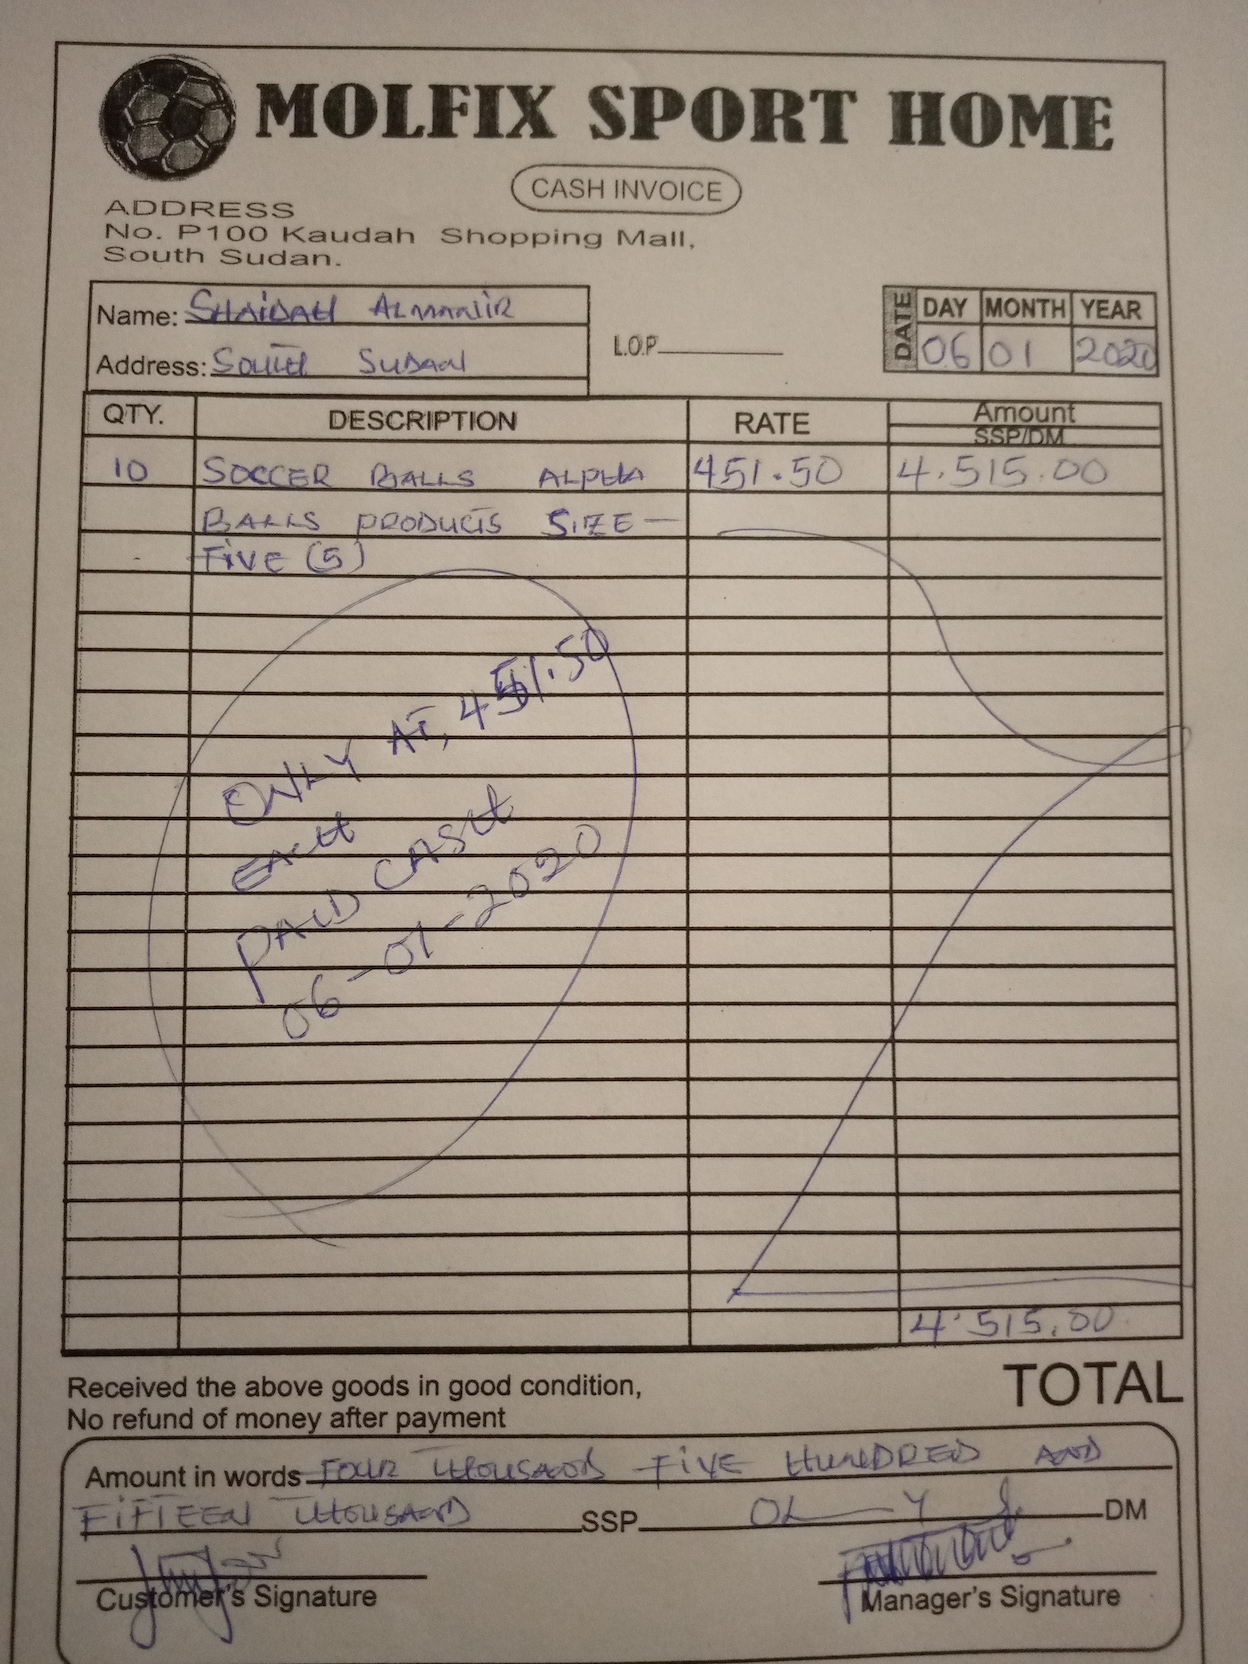 MOLFIX SPORT HOME
CASH INVOICE
ADDRESS
No. P100 Kaudah Shopping Mall,
South Sudan.
Name: SHAIDAH ALMANJIR
Address: SOUTH SUDAN
L.O.P
DATE
DAY MONTH YEAR
06 01 2020
QTY. DESCRIPTION RATE Amount
SSP/DM
10 SOCCER BALLS ALPHA 451.50 4.515.00
BALLS PRODUCTS SIZE —
FIVE (5)
ONLY AT, 451.50
EACH
PAID CASH
06-01-2020
4.515.00
TOTAL
Received the above goods in good condition,
No refund of money after payment
Amount in words FOUR THOUSAND FIVE HUNDRED AND
FIFTEEN THOUSAND SSP DM
Customer's Signature Manager's Signature